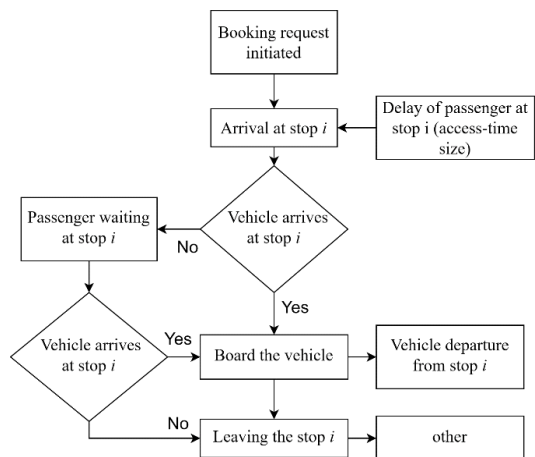 Booking request
initiated
Arrival at stop i
Delay of passenger at
stop i (access-time
size)
Passenger waiting
at stop i
Vehicle arrives
at stop i
No
Yes
Vehicle arrives
at stop i
Yes
Board the vehicle
Vehicle departure
from stop i
No
Leaving the stop i
other